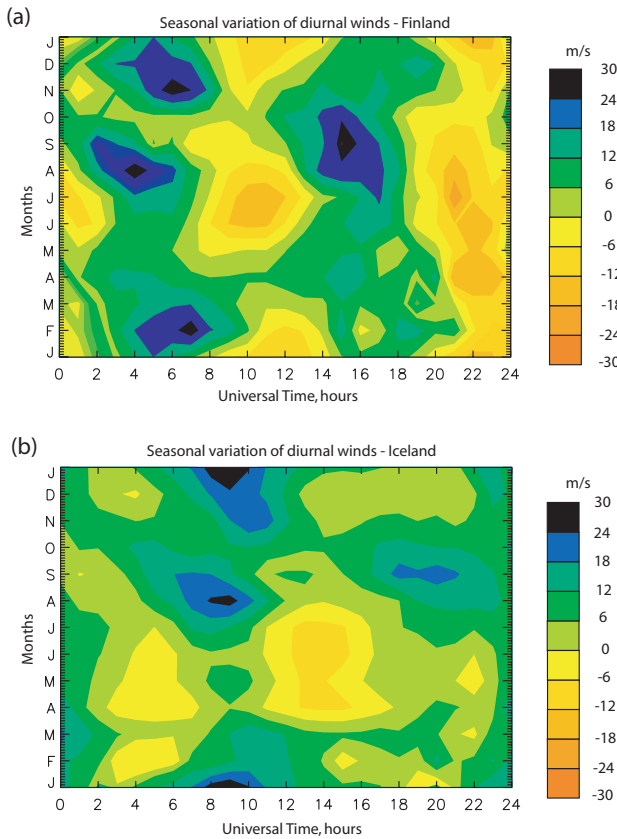 (a)
Seasonal variation of diurnal winds - Finland
m/s
J
D
N
O
S
A
J
J
M
A
M
F
J
Months
0 2 4 6 8 10 12 14 16 18 20 22 24
Universal Time, hours
30
24
18
12
6
0
-6
-12
-18
-24
-30
(b)
Seasonal variation of diurnal winds - Iceland
m/s
J
D
N
O
S
A
J
J
M
A
M
F
J
Months
0 2 4 6 8 10 12 14 16 18 20 22 24
Universal Time, hours
30
24
18
12
6
0
-6
-12
-18
-24
-30